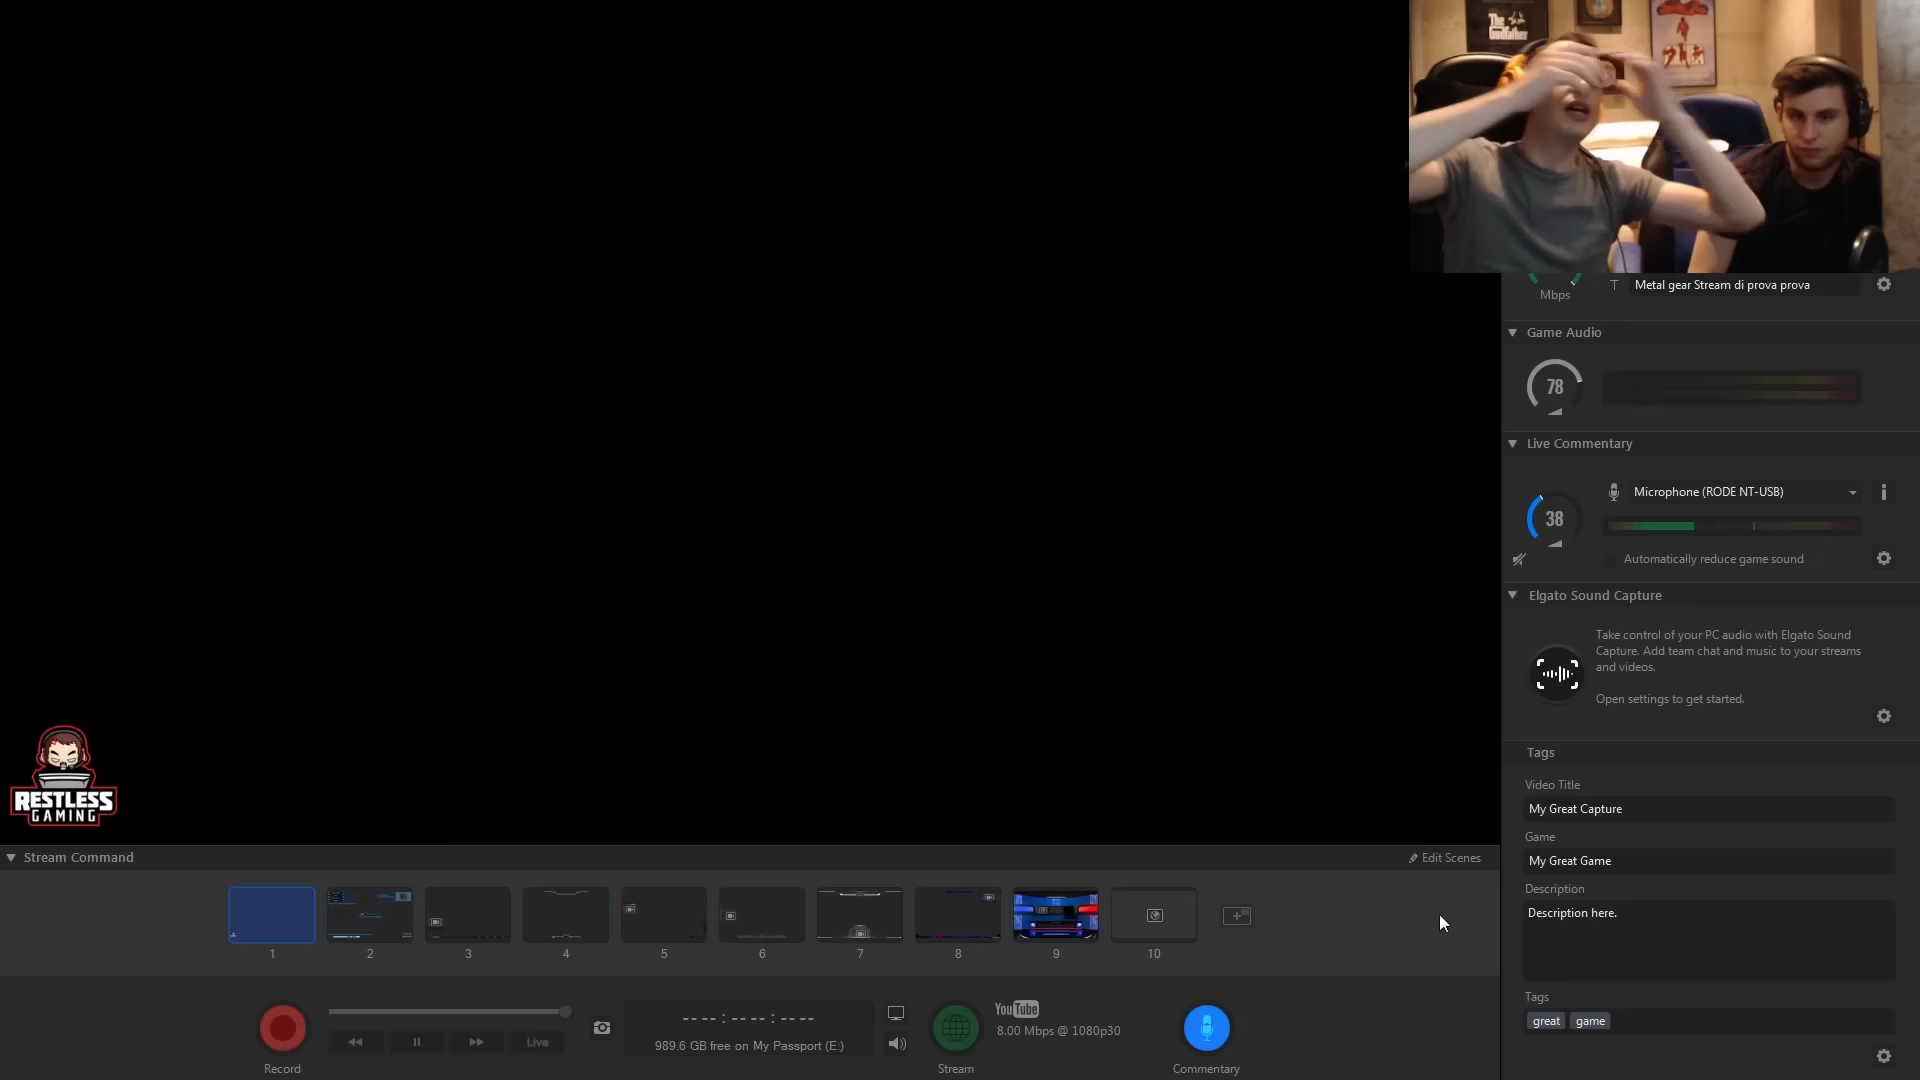 The
Godfather
Mbps
T
Metal gear Stream di prova prova
Game Audio
78
Live Commentary
Microphone (RODE NT-USB)
38
Automatically reduce game sound
Elgato Sound Capture
Take control of your PC audio with Elgato Sound
Capture. Add team chat and music to your streams
and videos.
Open settings to get started.
Tags
Video Title
My Great Capture
Game
My Great Game
Description
Description here.
Tags
great game
RESTLESS
GAMING
Stream Command
Edit Scenes
1 2 3 4 5 6 7 8 9 10
Record
Live
-- -- : -- -- : -- --
989.6 GB free on My Passport (E:)
Stream
YouTube
8.00 Mbps @ 1080p30
Commentary